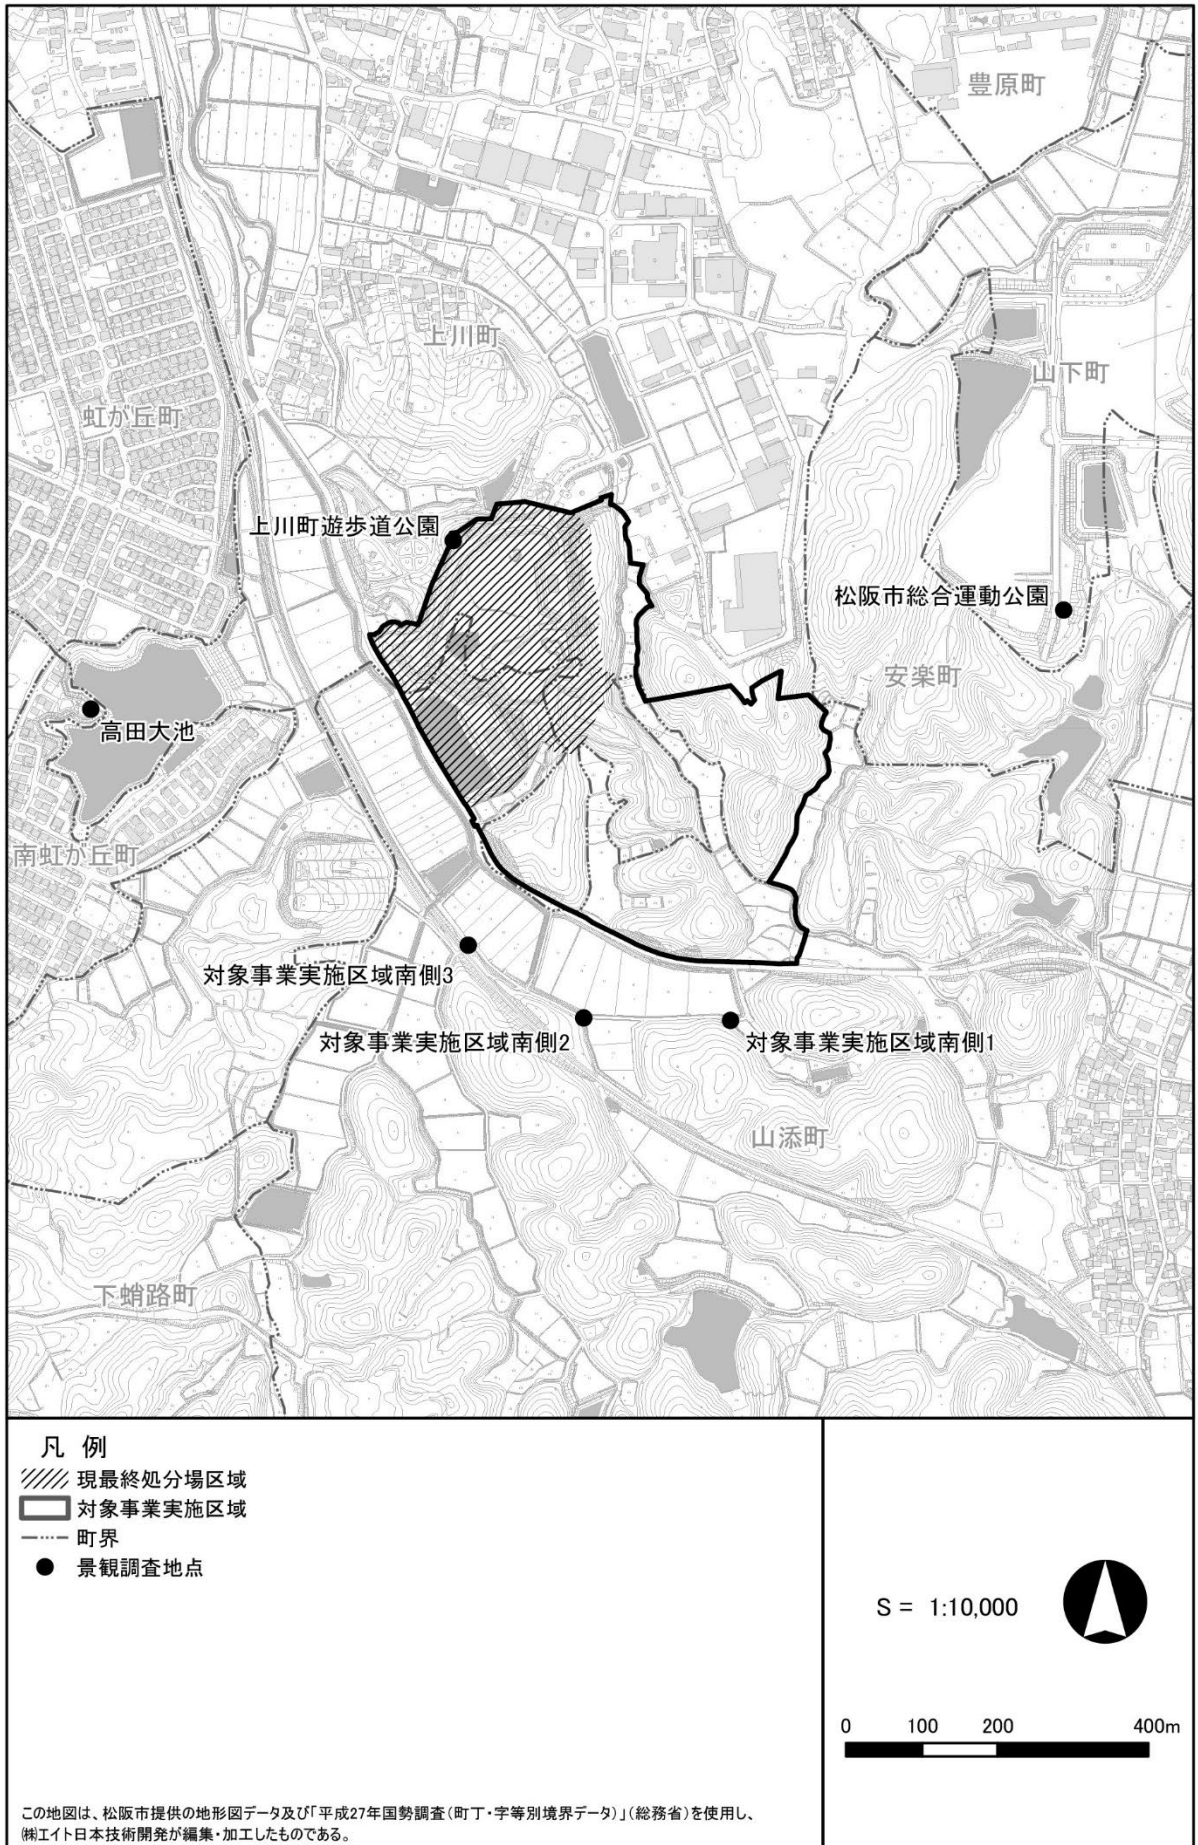 豊原町
上川町
山下町
虹が丘町
上川町遊歩道公園
松阪市総合運動公園
安楽町
高田大池
南虹が丘町
対象事業実施区域南側3
対象事業実施区域南側2
対象事業実施区域南側1
山添町
下蛸路町
凡 例
現最終処分場区域
対象事業実施区域
町界
景観調査地点
S = 1:10,000
0 100 200 400m
この地図は、松阪市提供の地形図データ及び「平成27年国勢調査(町丁・字等別境界データ)」(総務省)を使用し、
㈱エイト日本技術開発が編集・加工したものである。